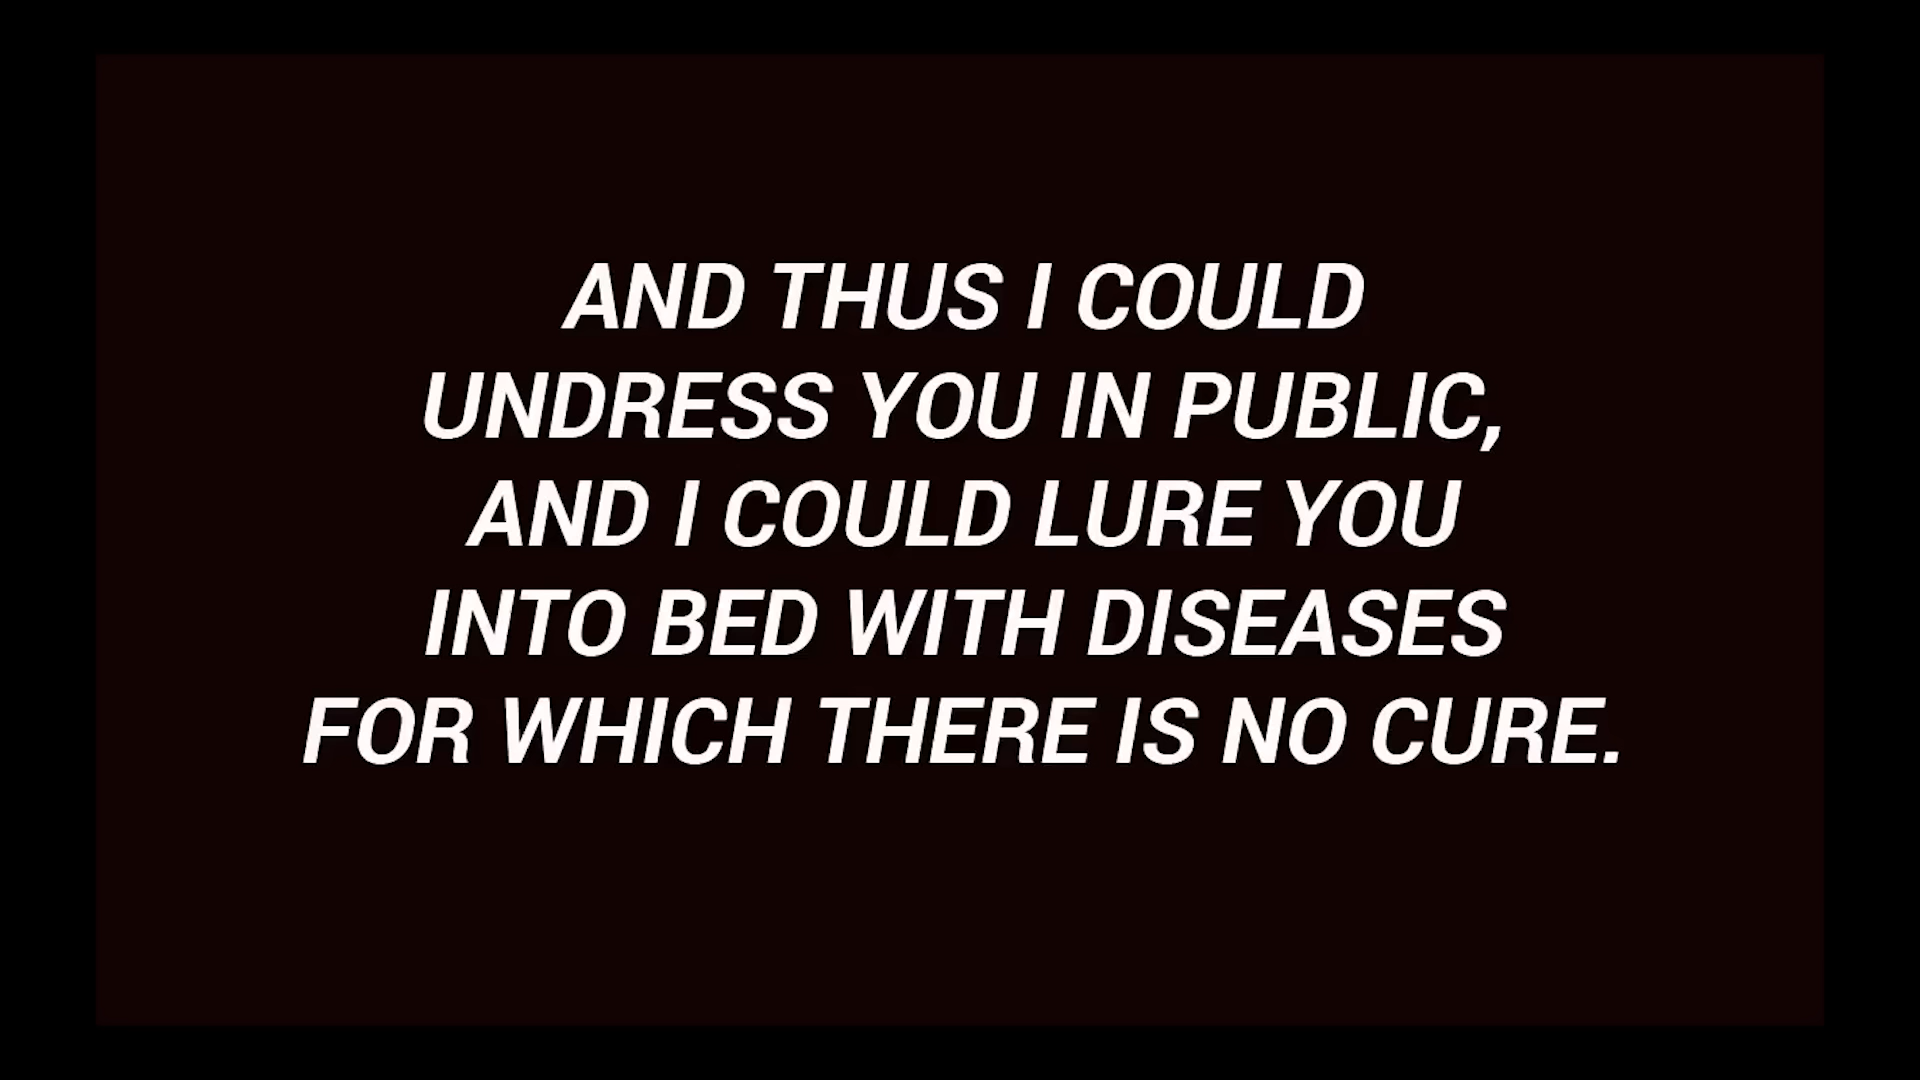 AND THUS I COULD
UNDRESS YOU IN PUBLIC,
AND I COULD LURE YOU
INTO BED WITH DISEASES
FOR WHICH THERE IS NO CURE.